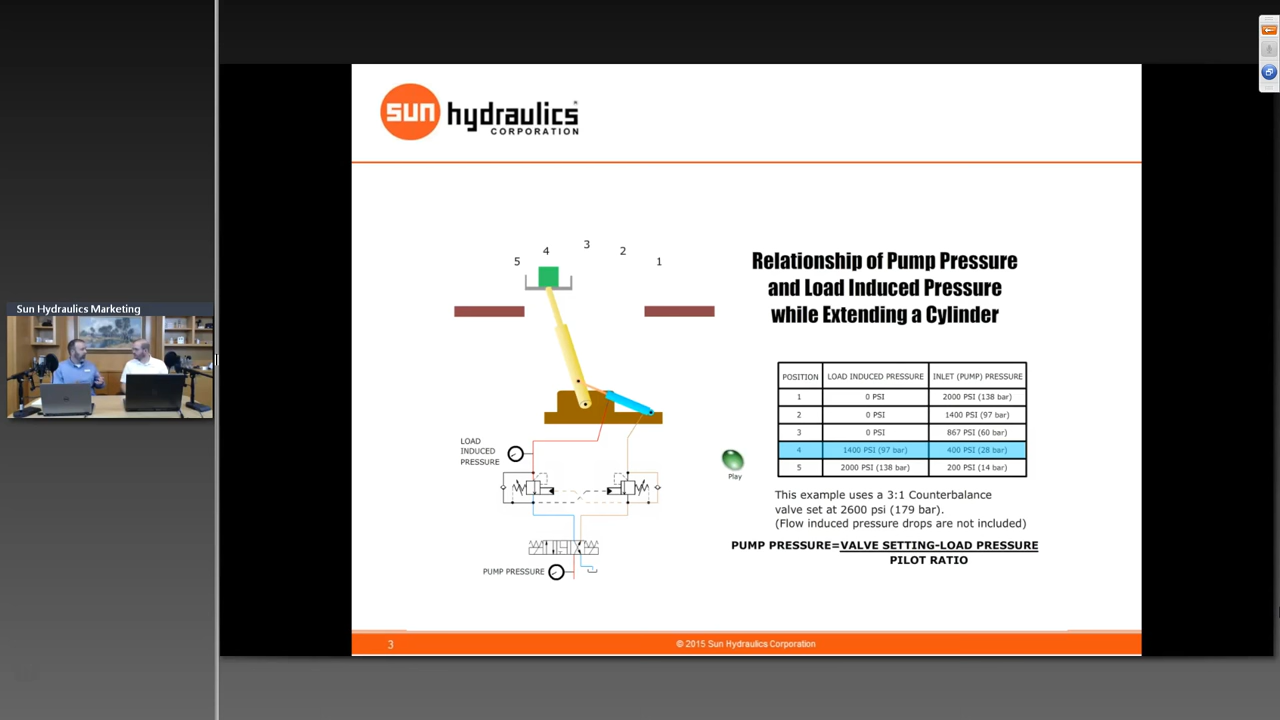 sun hydraulics
CORPORATION
Sun Hydraulics Marketing
5 4 3 2 1
Relationship of Pump Pressure
and Load Induced Pressure
while Extending a Cylinder
POSITION LOAD INDUCED PRESSURE INLET (PUMP) PRESSURE
1 0 PSI 2000 PSI (138 bar)
2 0 PSI 1400 PSI (97 bar)
3 0 PSI 867 PSI (60 bar)
4 1400 PSI (97 bar) 400 PSI (28 bar)
5 2000 PSI (138 bar) 200 PSI (14 bar)
LOAD
INDUCED
PRESSURE
Play
This example uses a 3:1 Counterbalance
valve set at 2600 psi (179 bar).
(Flow induced pressure drops are not included)
PUMP PRESSURE=VALVE SETTING-LOAD PRESSURE
PILOT RATIO
PUMP PRESSURE
3
© 2015 Sun Hydraulics Corporation